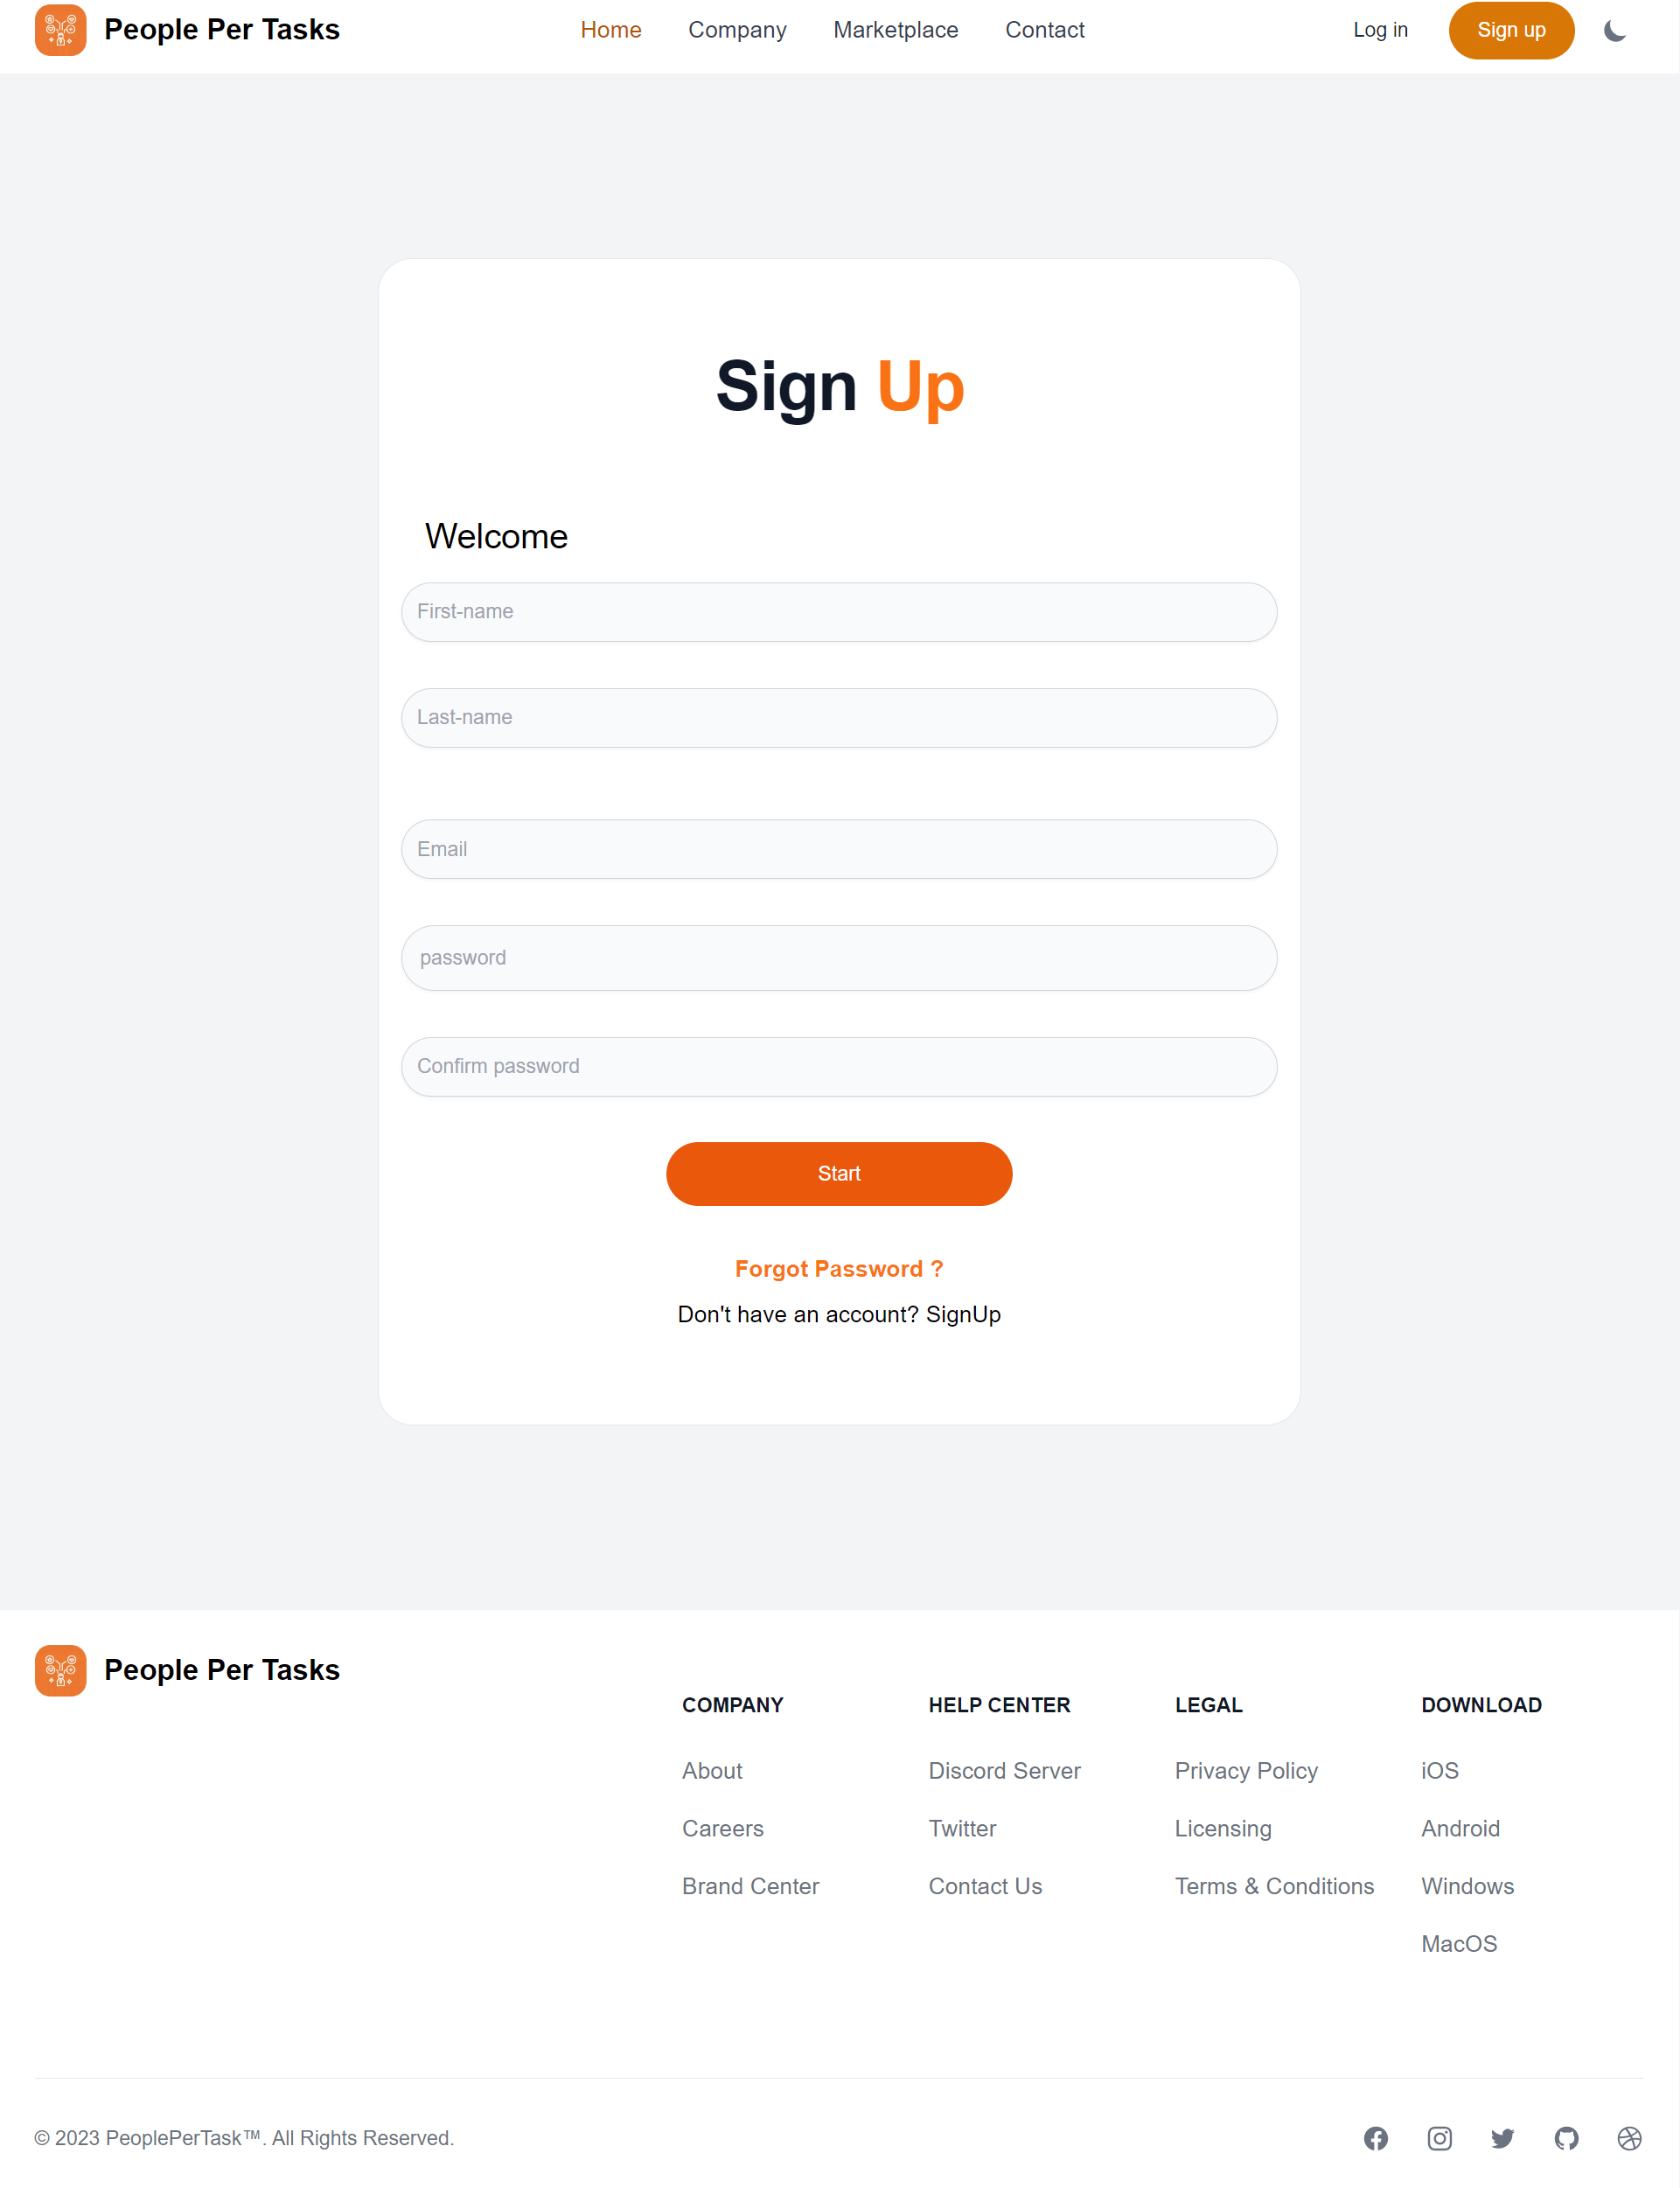 People Per Tasks
Home Company Marketplace Contact
Log in Sign up
Sign Up
Welcome
First-name
Last-name
Email
password
Confirm password
Start
Forgot Password ?
Don't have an account? SignUp
People Per Tasks
COMPANY
About
Careers
Brand Center
HELP CENTER
Discord Server
Twitter
Contact Us
LEGAL
Privacy Policy
Licensing
Terms & Conditions
DOWNLOAD
iOS
Android
Windows
MacOS
© 2023 PeoplePerTask™. All Rights Reserved.